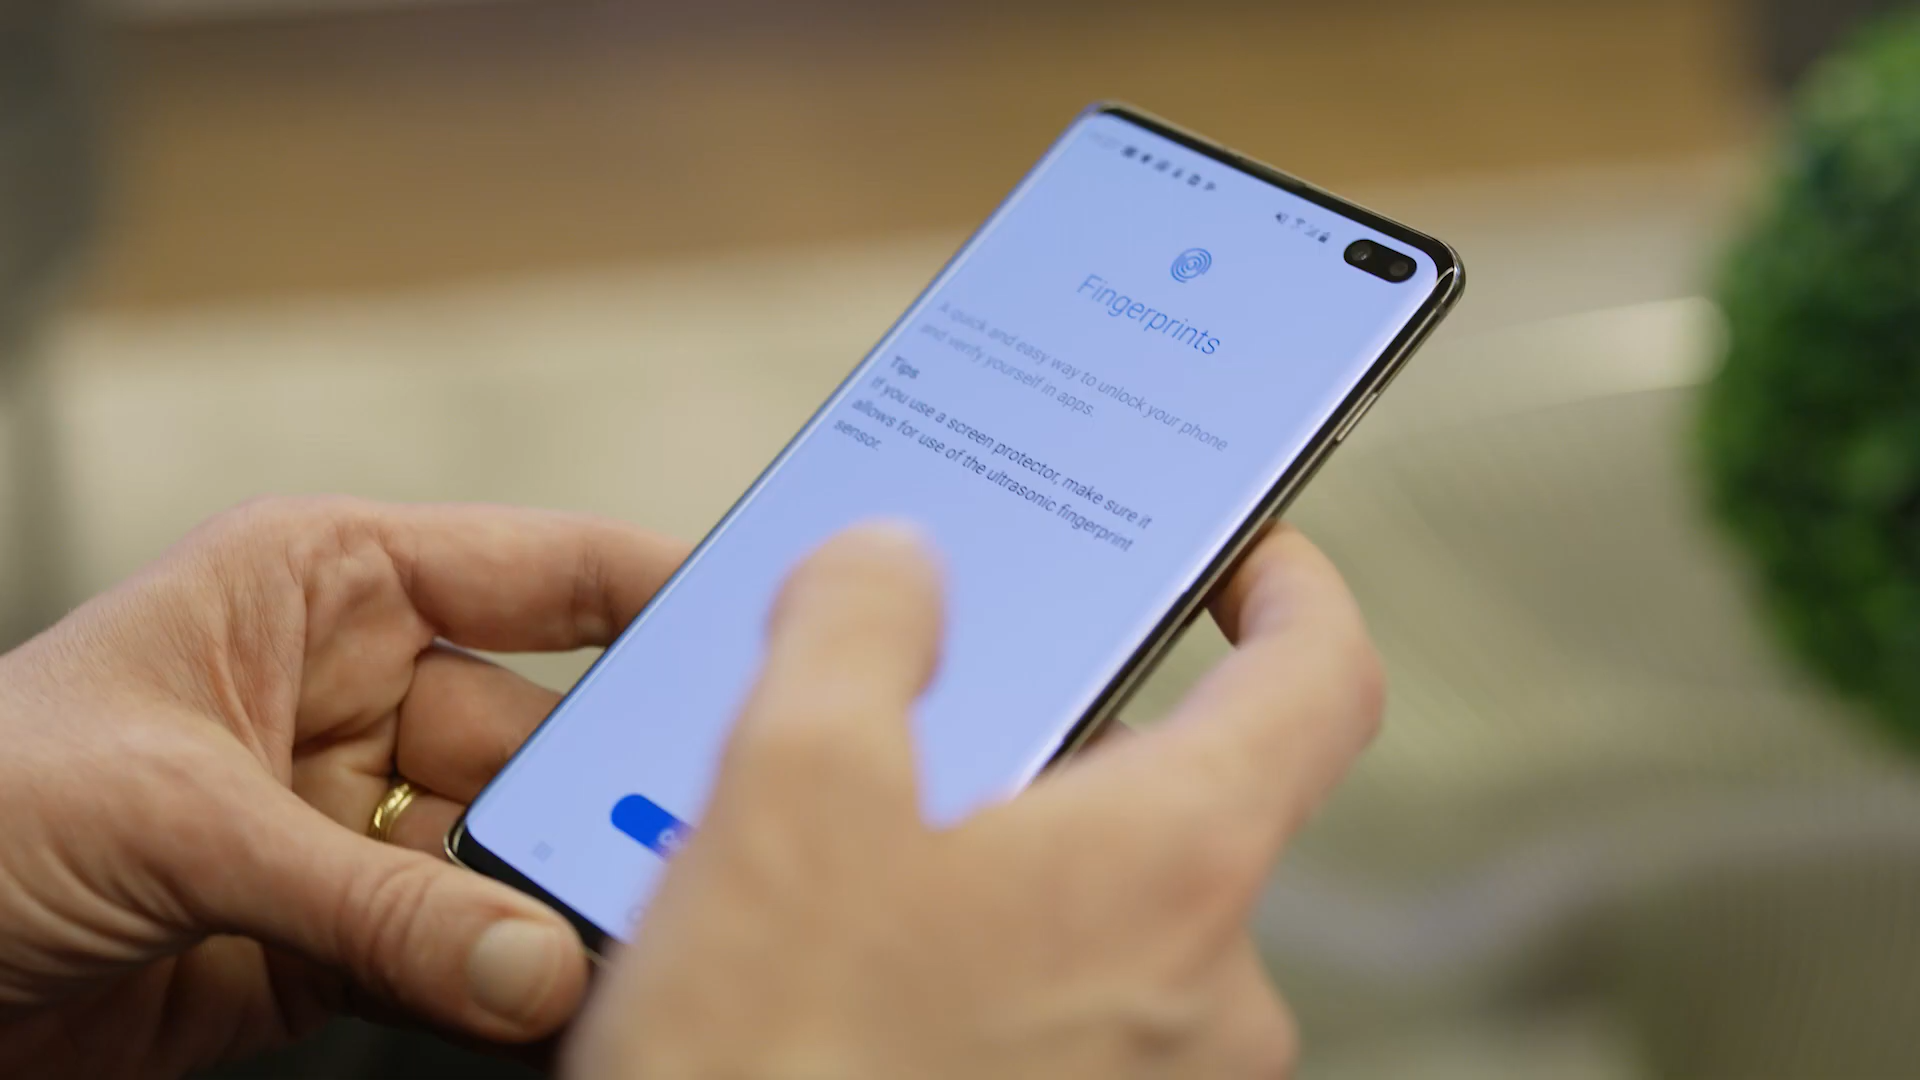 Fingerprints
A quick and easy way to unlock your phone
and verify yourself in apps.
Tips
If you use a screen protector, make sure it
allows for use of the ultrasonic fingerprint
sensor.